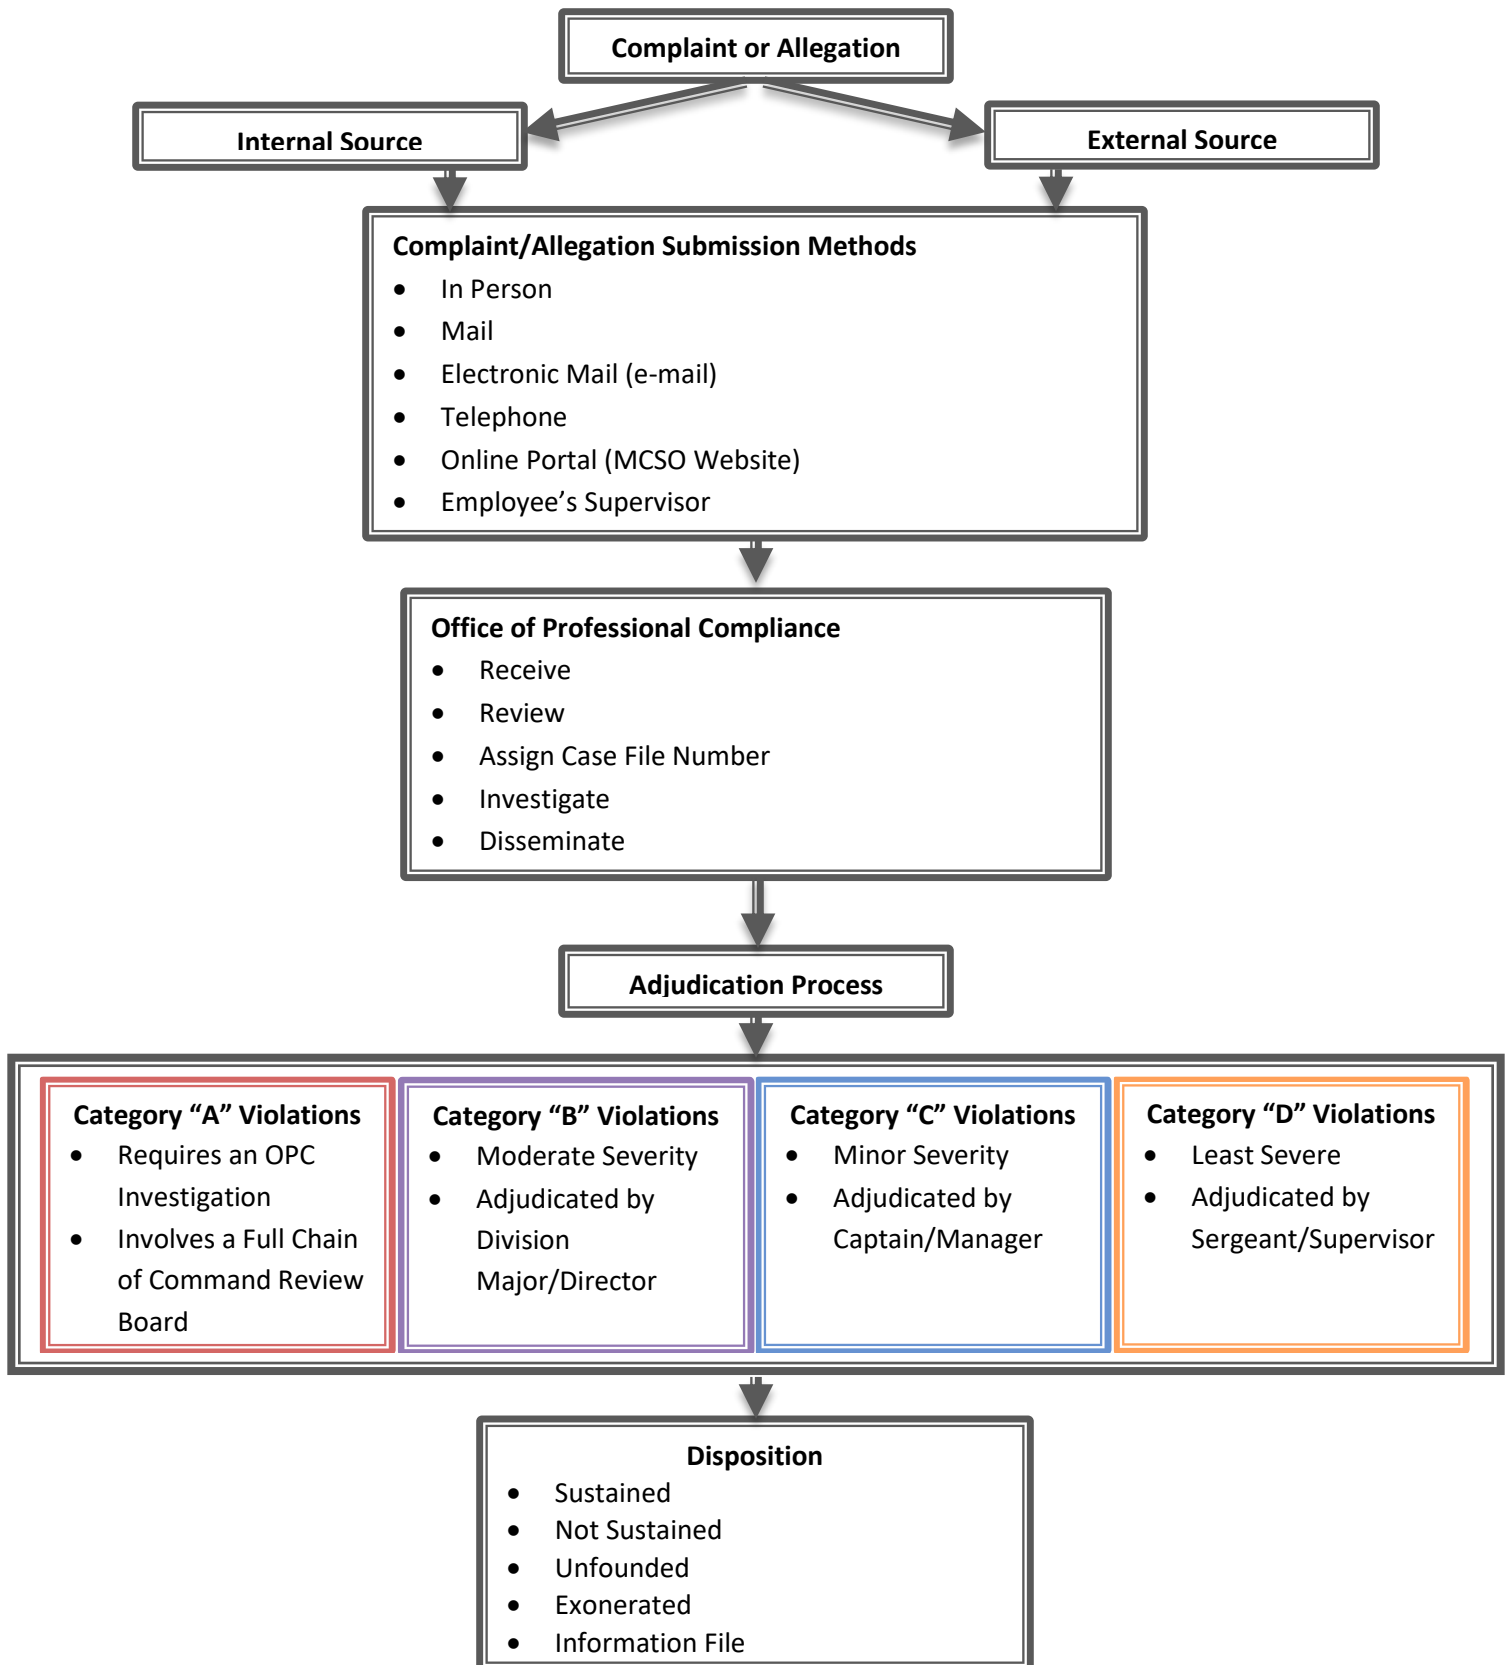 Complaint or Allegation
Internal Source
External Source
Complaint/Allegation Submission Methods
• In Person
• Mail
• Electronic Mail (e-mail)
• Telephone
• Online Portal (MCSO Website)
• Employee’s Supervisor
Office of Professional Compliance
• Receive
• Review
• Assign Case File Number
• Investigate
• Disseminate
Adjudication Process
Category “A” Violations
• Requires an OPC
Investigation
• Involves a Full Chain
of Command Review
Board
Category “B” Violations
• Moderate Severity
• Adjudicated by
Division
Major/Director
Category “C” Violations
• Minor Severity
• Adjudicated by
Captain/Manager
Category “D” Violations
• Least Severe
• Adjudicated by
Sergeant/Supervisor
Disposition
• Sustained
• Not Sustained
• Unfounded
• Exonerated
• Information File